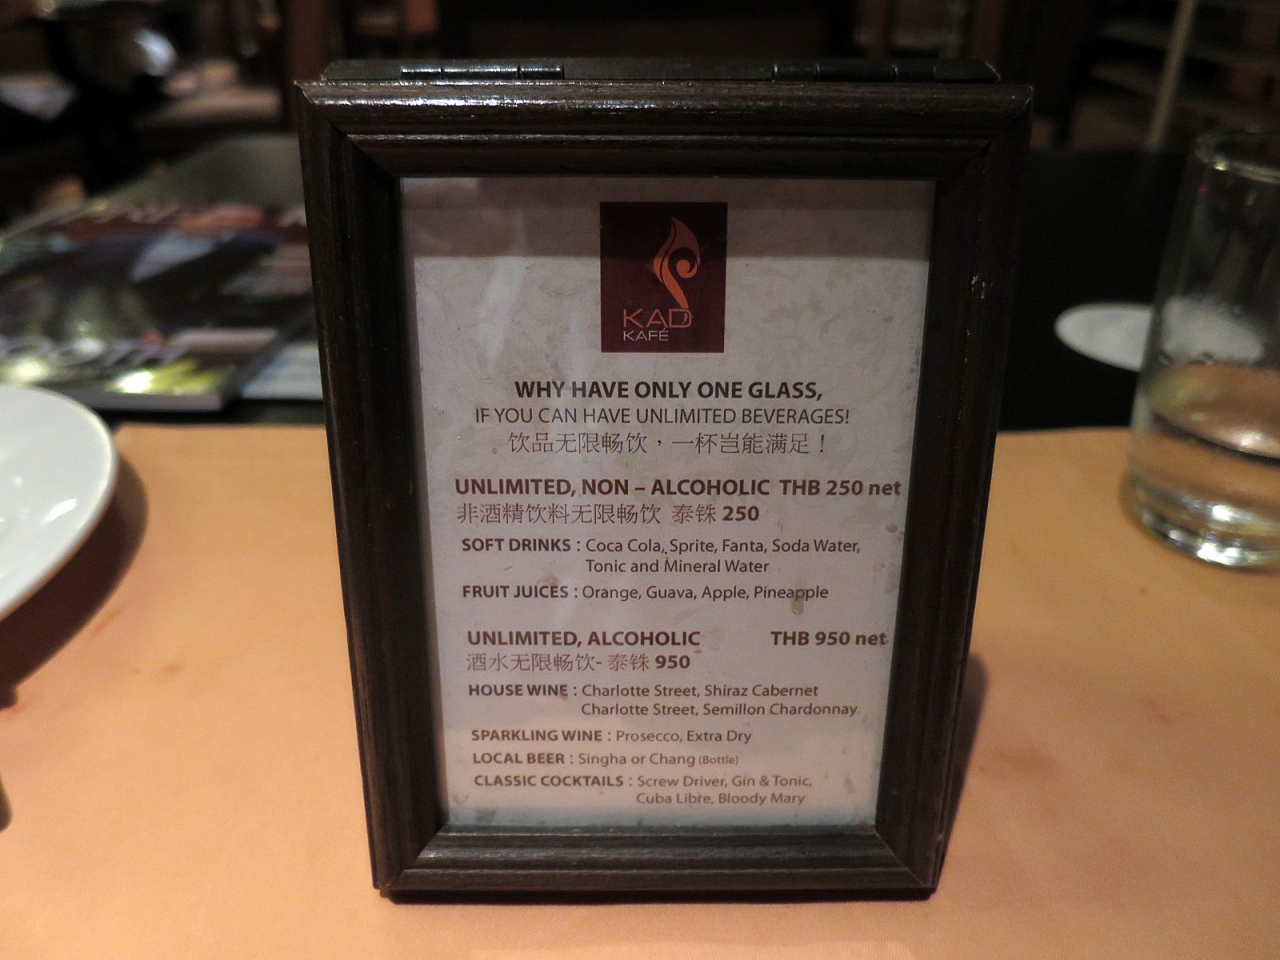 KAD
KAFÉ
WHY HAVE ONLY ONE GLASS,
IF YOU CAN HAVE UNLIMITED BEVERAGES!
饮品无限畅饮，一杯岂能满足！
UNLIMITED, NON – ALCOHOLIC THB 250 net
非酒精饮料无限畅饮 泰铢 250
SOFT DRINKS : Coca Cola, Sprite, Fanta, Soda Water,
Tonic and Mineral Water
FRUIT JUICES : Orange, Guava, Apple, Pineapple
UNLIMITED, ALCOHOLIC THB 950 net
酒水无限畅饮- 泰铢 950
HOUSE WINE : Charlotte Street, Shiraz Cabernet
Charlotte Street, Semillon Chardonnay
SPARKLING WINE : Prosecco, Extra Dry
LOCAL BEER : Singha or Chang (Bottle)
CLASSIC COCKTAILS : Screw Driver, Gin & Tonic,
Cuba Libre, Bloody Mary